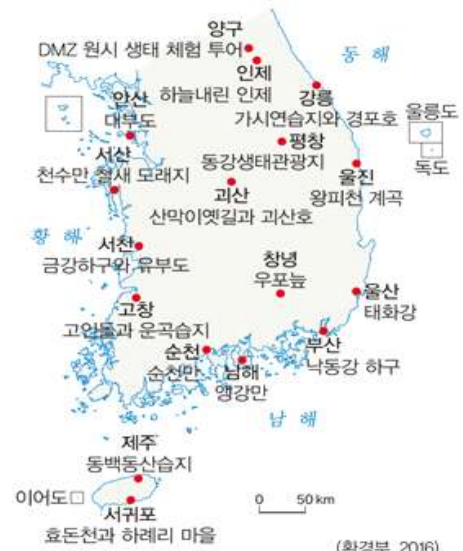 양구
DMZ 원시 생태 체험 투어
동 해
인제
하늘내린 인제
안산
대부도
강릉
가시연습지와 경포호
울릉도
독도
평창
동강생태관광지
서산
천수만 철새 도래지
울진
왕피천 계곡
괴산
산막이옛길과 괴산호
황 해
서천
금강하구와 유부도
창녕
우포늪
울산
태화강
고창
고인돌과 운곡습지
부산
낙동강 하구
순천
순천만
남해
앵강만
남 해
제주
동백동산습지
이어도
서귀포
효돈천과 하례리 마을
0 50 km
(환경부, 2016)